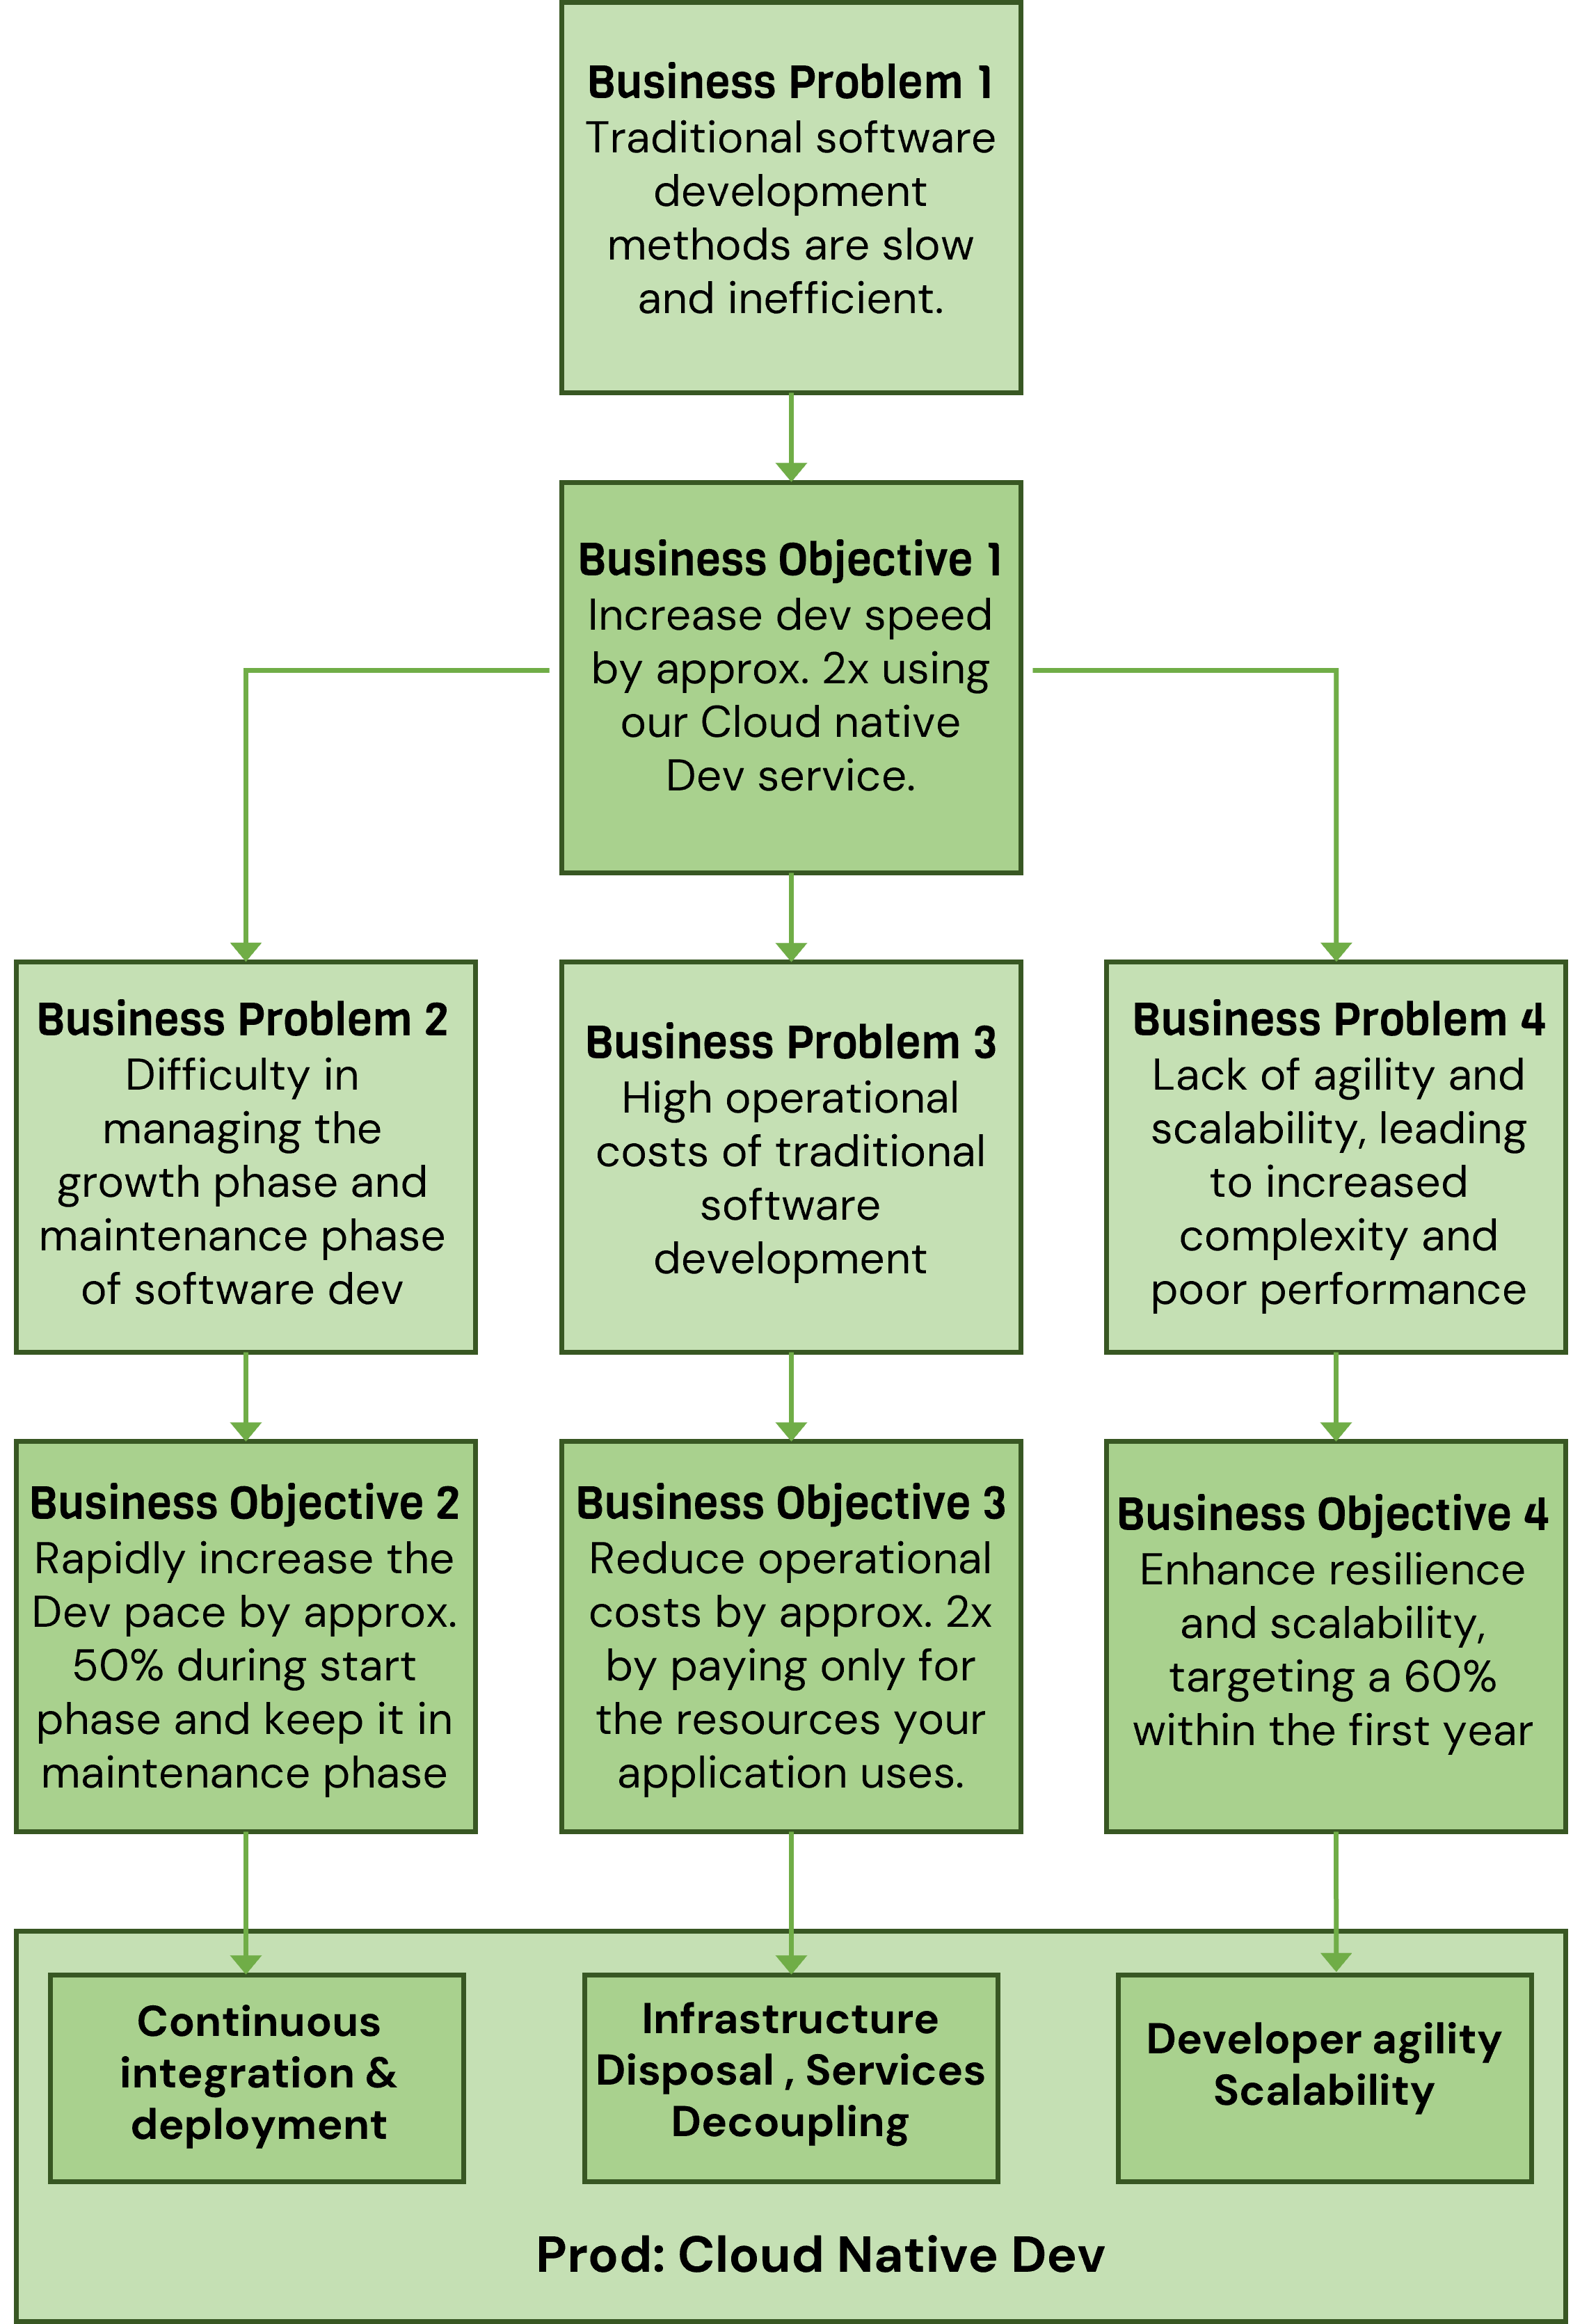 Business Problem 1
Traditional software
development
methods are slow
and inefficient.
Business Objective 1
Increase dev speed
by approx. 2x using
our Cloud native
Dev service.
Business Problem 2
Difficulty in
managing the
growth phase and
maintenance phase
of software dev
Business Problem 3
High operational
costs of traditional
software
development
Business Problem 4
Lack of agility and
scalability, leading
to increased
complexity and
poor performance
Business Objective 2
Rapidly increase the
Dev pace by approx.
50% during start
phase and keep it in
maintenance phase
Business Objective 3
Reduce operational
costs by approx. 2x
by paying only for
the resources your
application uses.
Business Objective 4
Enhance resilience
and scalability,
targeting a 60%
within the first year
Continuous
integration &
deployment
Infrastructure
Disposal , Services
Decoupling
Developer agility
Scalability
Prod: Cloud Native Dev